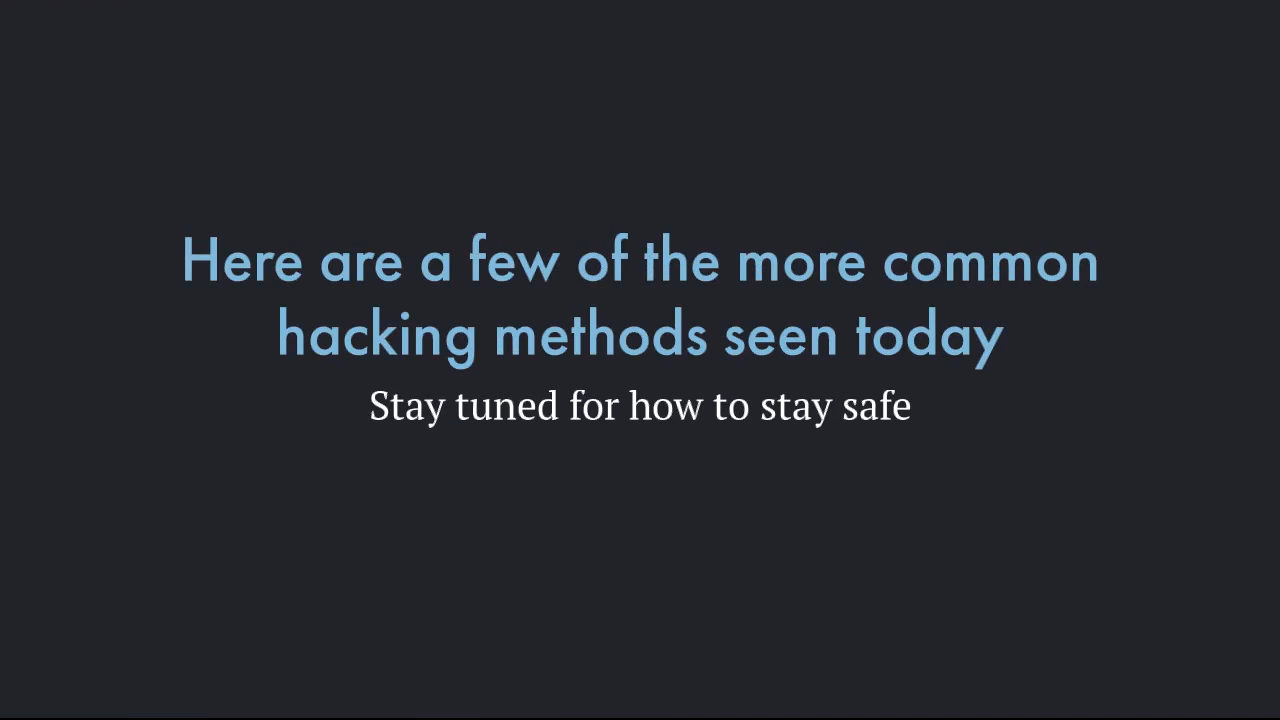 Here are a few of the more common
hacking methods seen today
Stay tuned for how to stay safe